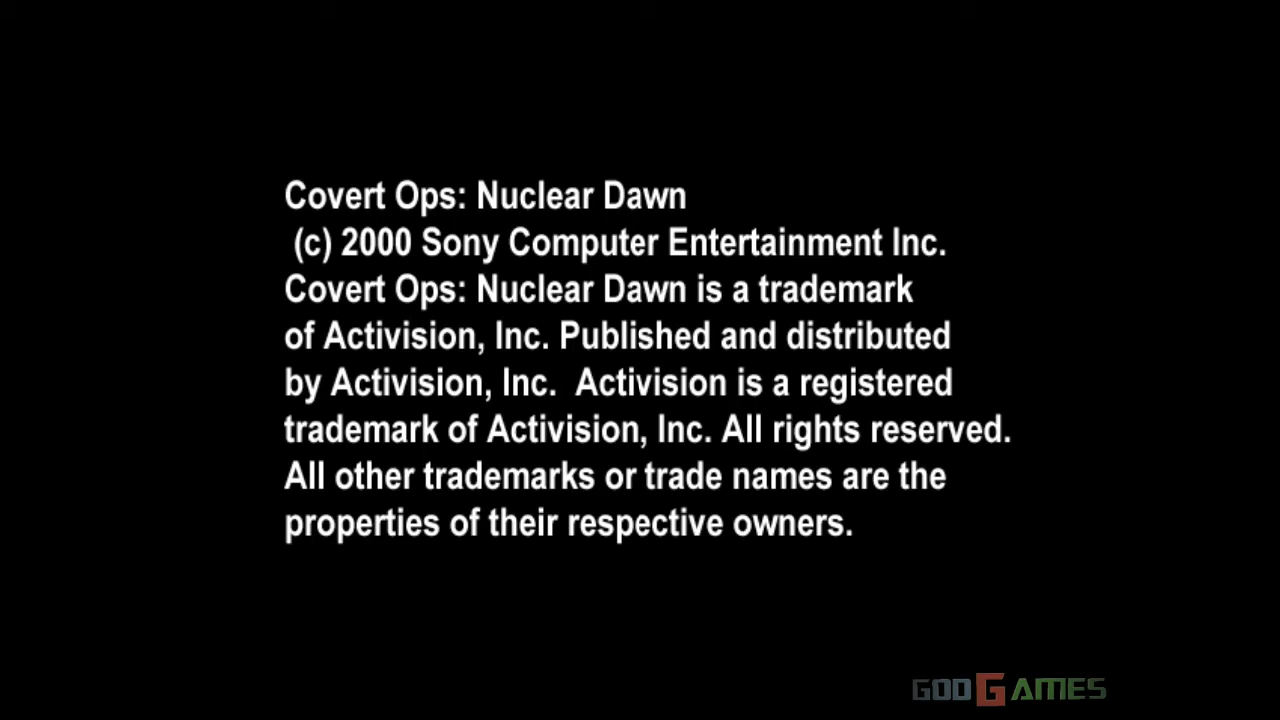 Covert Ops: Nuclear Dawn
(c) 2000 Sony Computer Entertainment Inc.
Covert Ops: Nuclear Dawn is a trademark
of Activision, Inc. Published and distributed
by Activision, Inc.  Activision is a registered
trademark of Activision, Inc. All rights reserved.
All other trademarks or trade names are the
properties of their respective owners.
GODGAMES